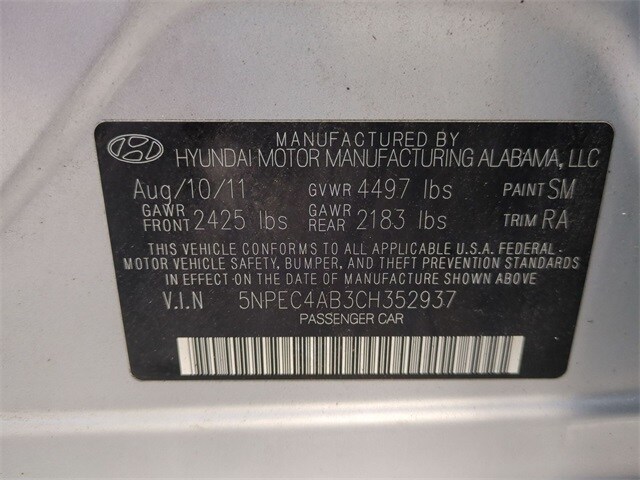 MANUFACTURED BY
HYUNDAI MOTOR MANUFACTURING ALABAMA, LLC
Aug/10/11 GVWR 4497 lbs PAINT SM
GAWR FRONT 2425 lbs GAWR REAR 2183 lbs TRIM RA
THIS VEHICLE CONFORMS TO ALL APPLICABLE U.S.A. FEDERAL-
MOTOR VEHICLE SAFETY, BUMPER, AND THEFT PREVENTION STANDARDS
IN EFFECT ON THE DATE OF MANUFACTURE SHOWN ABOVE.
V.I.N 5NPEC4AB3CH352937
PASSENGER CAR